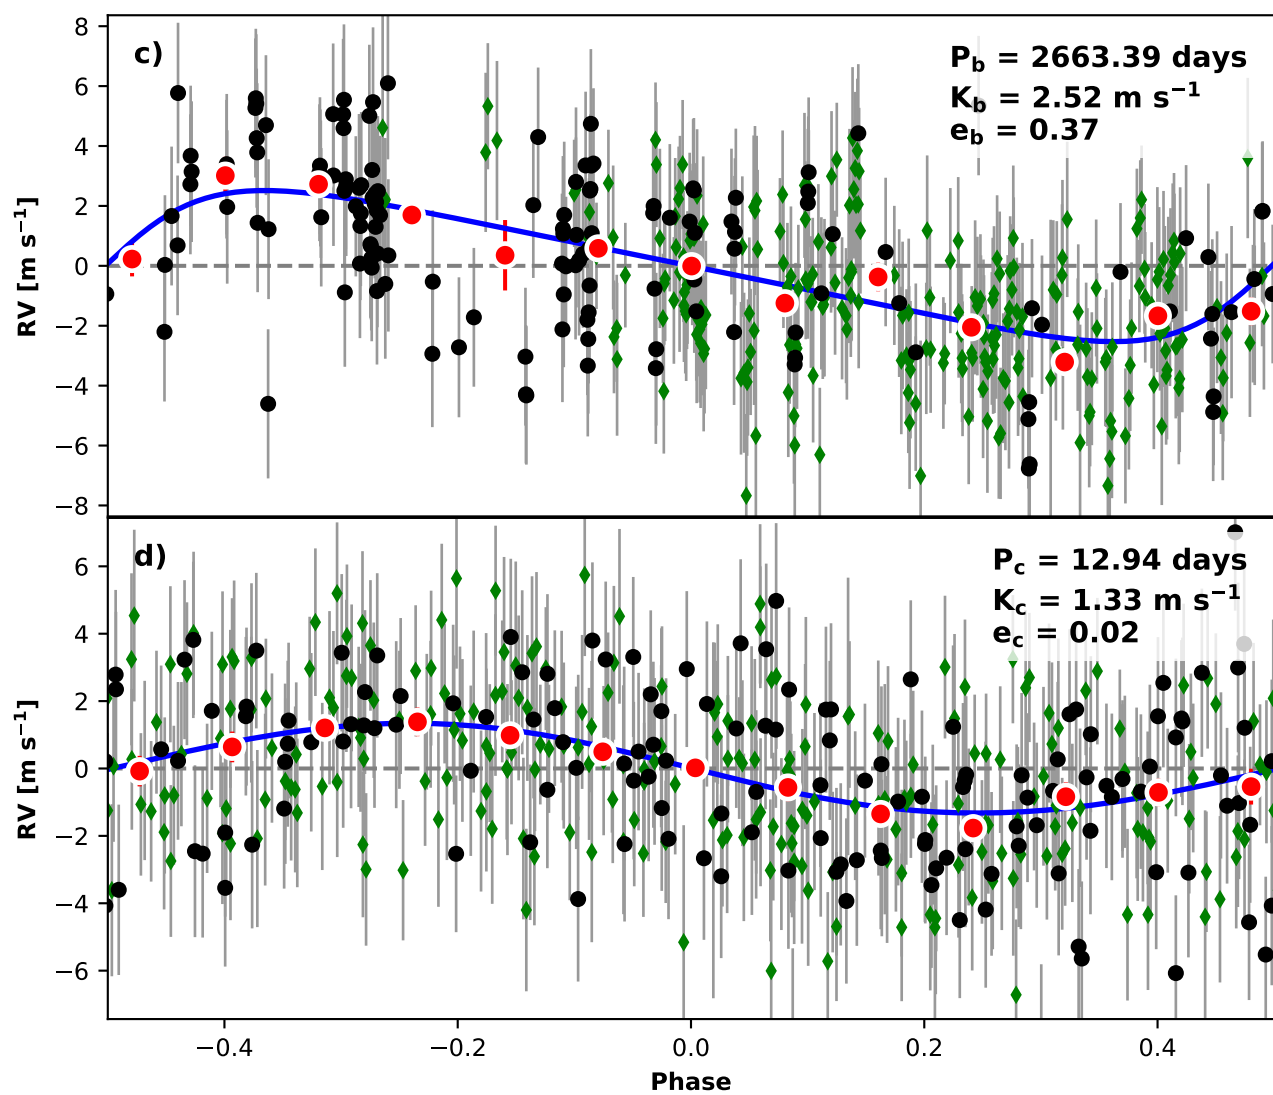 c)
P_b = 2663.39 days
K_b = 2.52 m s⁻¹
e_b = 0.37
8
6
4
2
0
−2
−4
−6
−8
RV [m s⁻¹]
d)
P_c = 12.94 days
K_c = 1.33 m s⁻¹
e_c = 0.02
6
4
2
0
−2
−4
−6
RV [m s⁻¹]
−0.4 −0.2 0.0 0.2 0.4
Phase